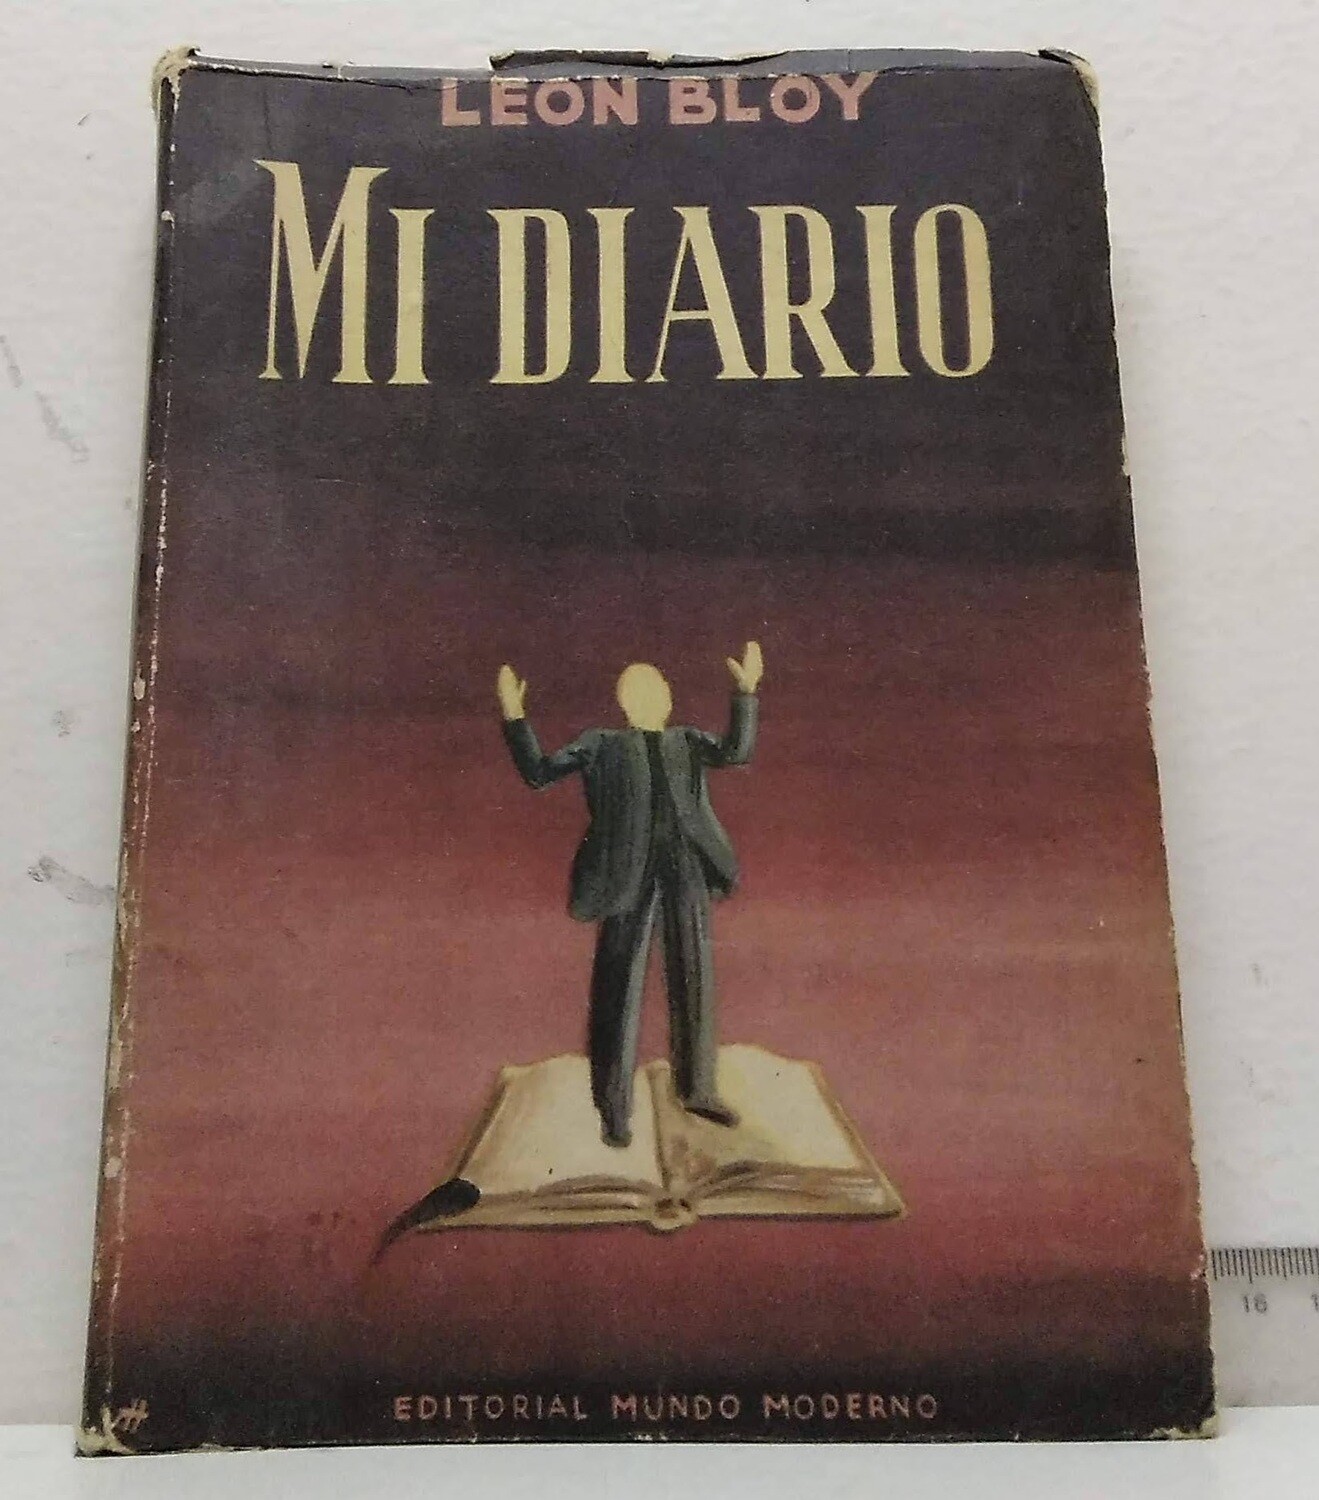 LEON BLOY
MI DIARIO
EDITORIAL MUNDO MODERNO
16